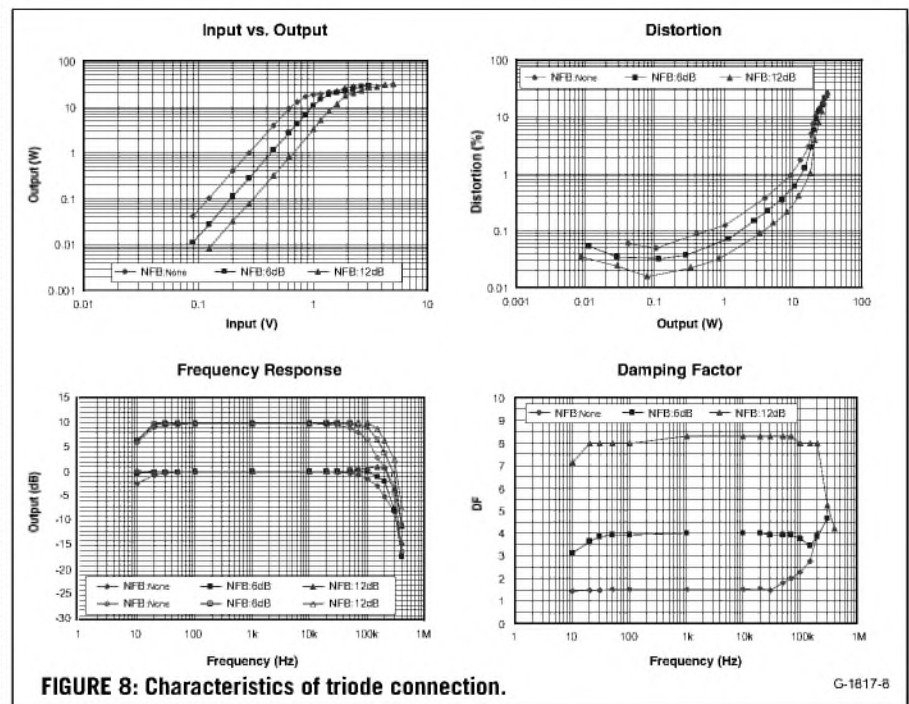 Input vs. Output
Output (W)
100
10
1
0.1
0.01
0.001
NFB:None NFB:6dB NFB:12dB
0.01 0.1 1 10
Input (V)
Distortion
Distortion (%)
100
10
1
0.1
0.01
NFB:None NFB:6dB NFB:12dB
0.001 0.01 0.1 1 10 100
Output (W)
Frequency Response
Output (dB)
15
10
5
0
-5
-10
-15
-20
-25
-30
NFB:None NFB:6dB NFB:12dB
NFB:None NFB:6dB NFB:12dB
1 10 100 1k 10k 100k 1M
Frequency (Hz)
Damping Factor
DF
10
9
8
7
6
5
4
3
2
1
0
NFB:None NFB:6dB NFB:12dB
1 10 100 1k 10k 100k 1M
Frequency (Hz)
FIGURE 8: Characteristics of triode connection.
G-1817-8